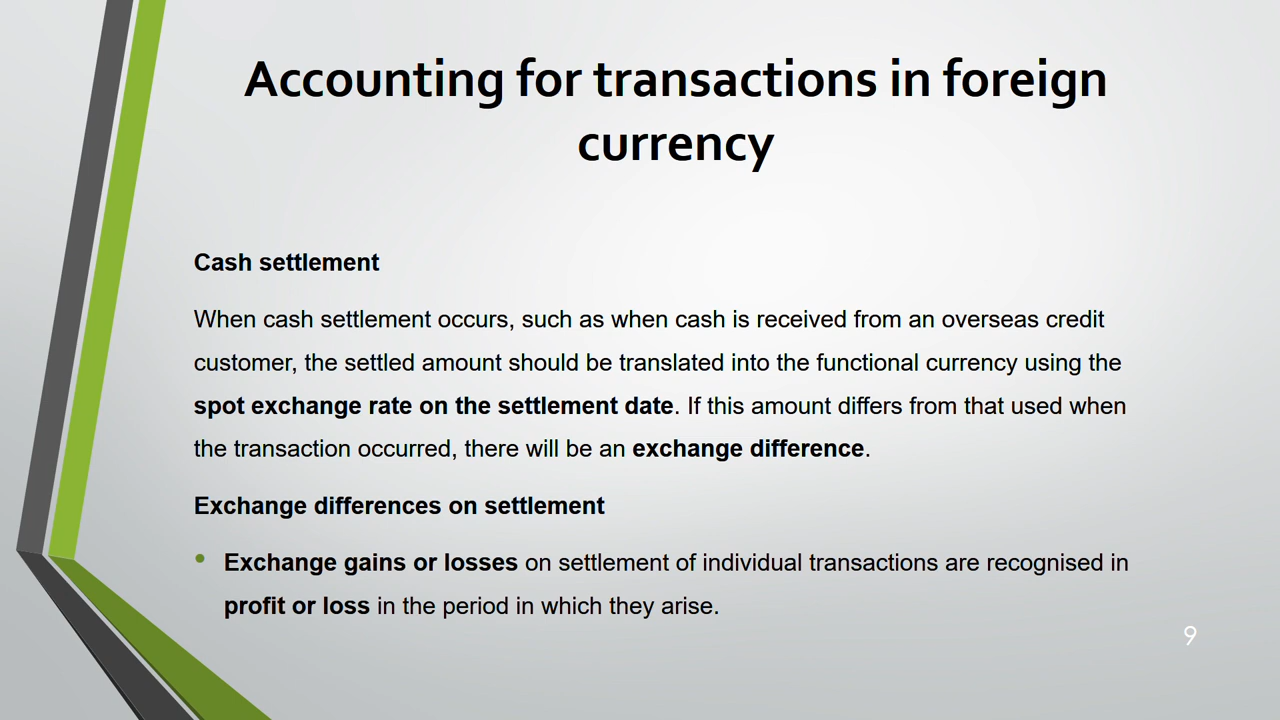 Accounting for transactions in foreign
currency
Cash settlement
When cash settlement occurs, such as when cash is received from an overseas credit
customer, the settled amount should be translated into the functional currency using the
spot exchange rate on the settlement date. If this amount differs from that used when
the transaction occurred, there will be an exchange difference.
Exchange differences on settlement
• Exchange gains or losses on settlement of individual transactions are recognised in
profit or loss in the period in which they arise.
9